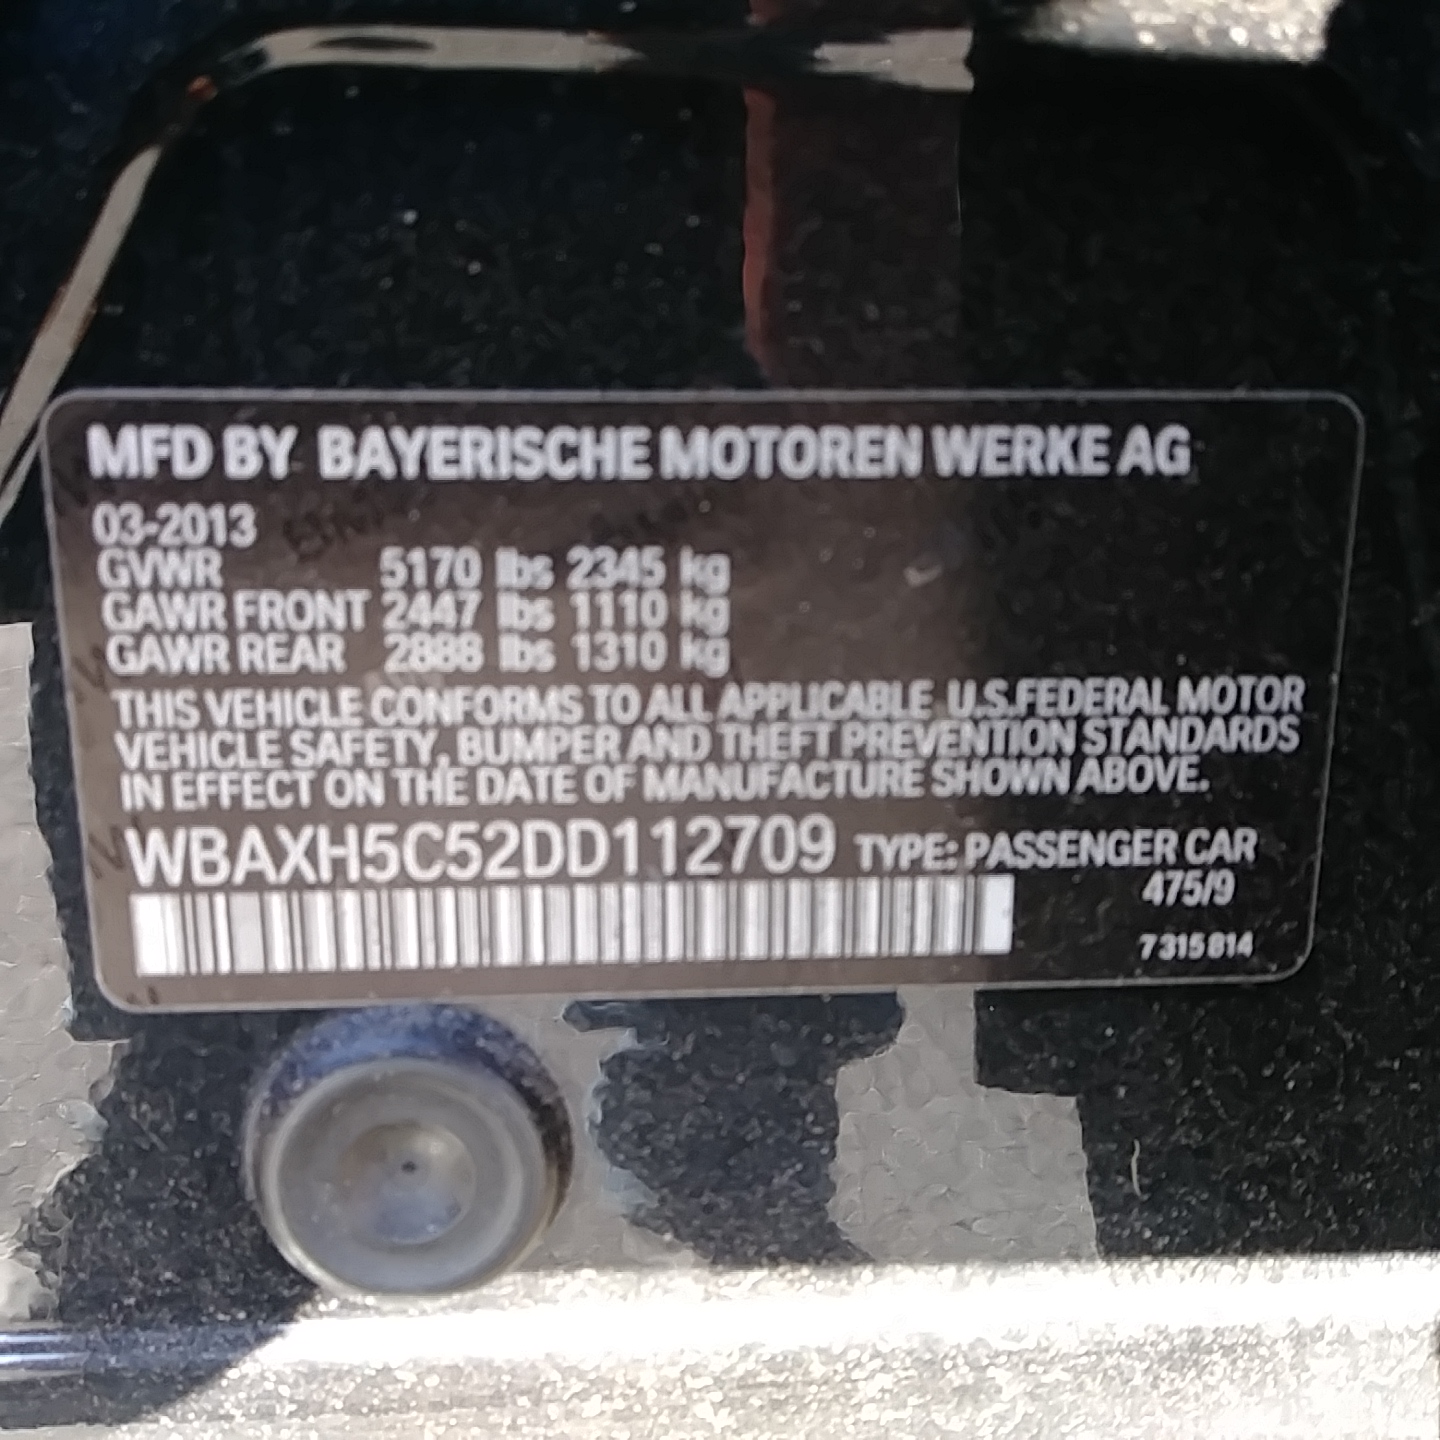 MFD BY BAYERISCHE MOTOREN WERKE AG
03-2013
GVWR 5170 lbs 2345 kg
GAWR FRONT 2447 lbs 1110 kg
GAWR REAR 2888 lbs 1310 kg
THIS VEHICLE CONFORMS TO ALL APPLICABLE U.S.FEDERAL MOTOR
VEHICLE SAFETY, BUMPER AND THEFT PREVENTION STANDARDS
IN EFFECT ON THE DATE OF MANUFACTURE SHOWN ABOVE.
WBAXH5C52DD112709 TYPE: PASSENGER CAR
475/9
7 315 814